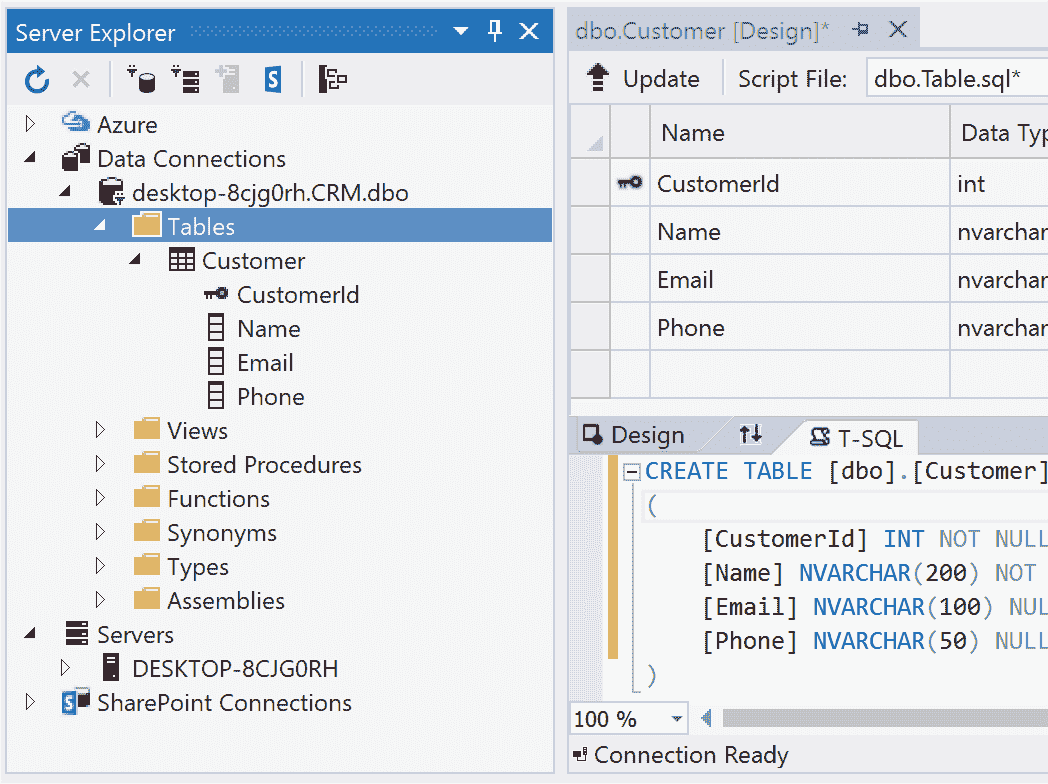 Server Explorer
Azure
Data Connections
desktop-8cjg0rh.CRM.dbo
Tables
Customer
CustomerId
Name
Email
Phone
Views
Stored Procedures
Functions
Synonyms
Types
Assemblies
Servers
DESKTOP-8CJG0RH
SharePoint Connections
dbo.Customer [Design]*
Update Script File: dbo.Table.sql*
Name Data Typ
CustomerId int
Name nvarchar
Email nvarchar
Phone nvarchar
Design T-SQL
CREATE TABLE [dbo].[Customer]
(
[CustomerId] INT NOT NULL
[Name] NVARCHAR(200) NOT
[Email] NVARCHAR(100) NUL
[Phone] NVARCHAR(50) NULL
)
100 %
Connection Ready